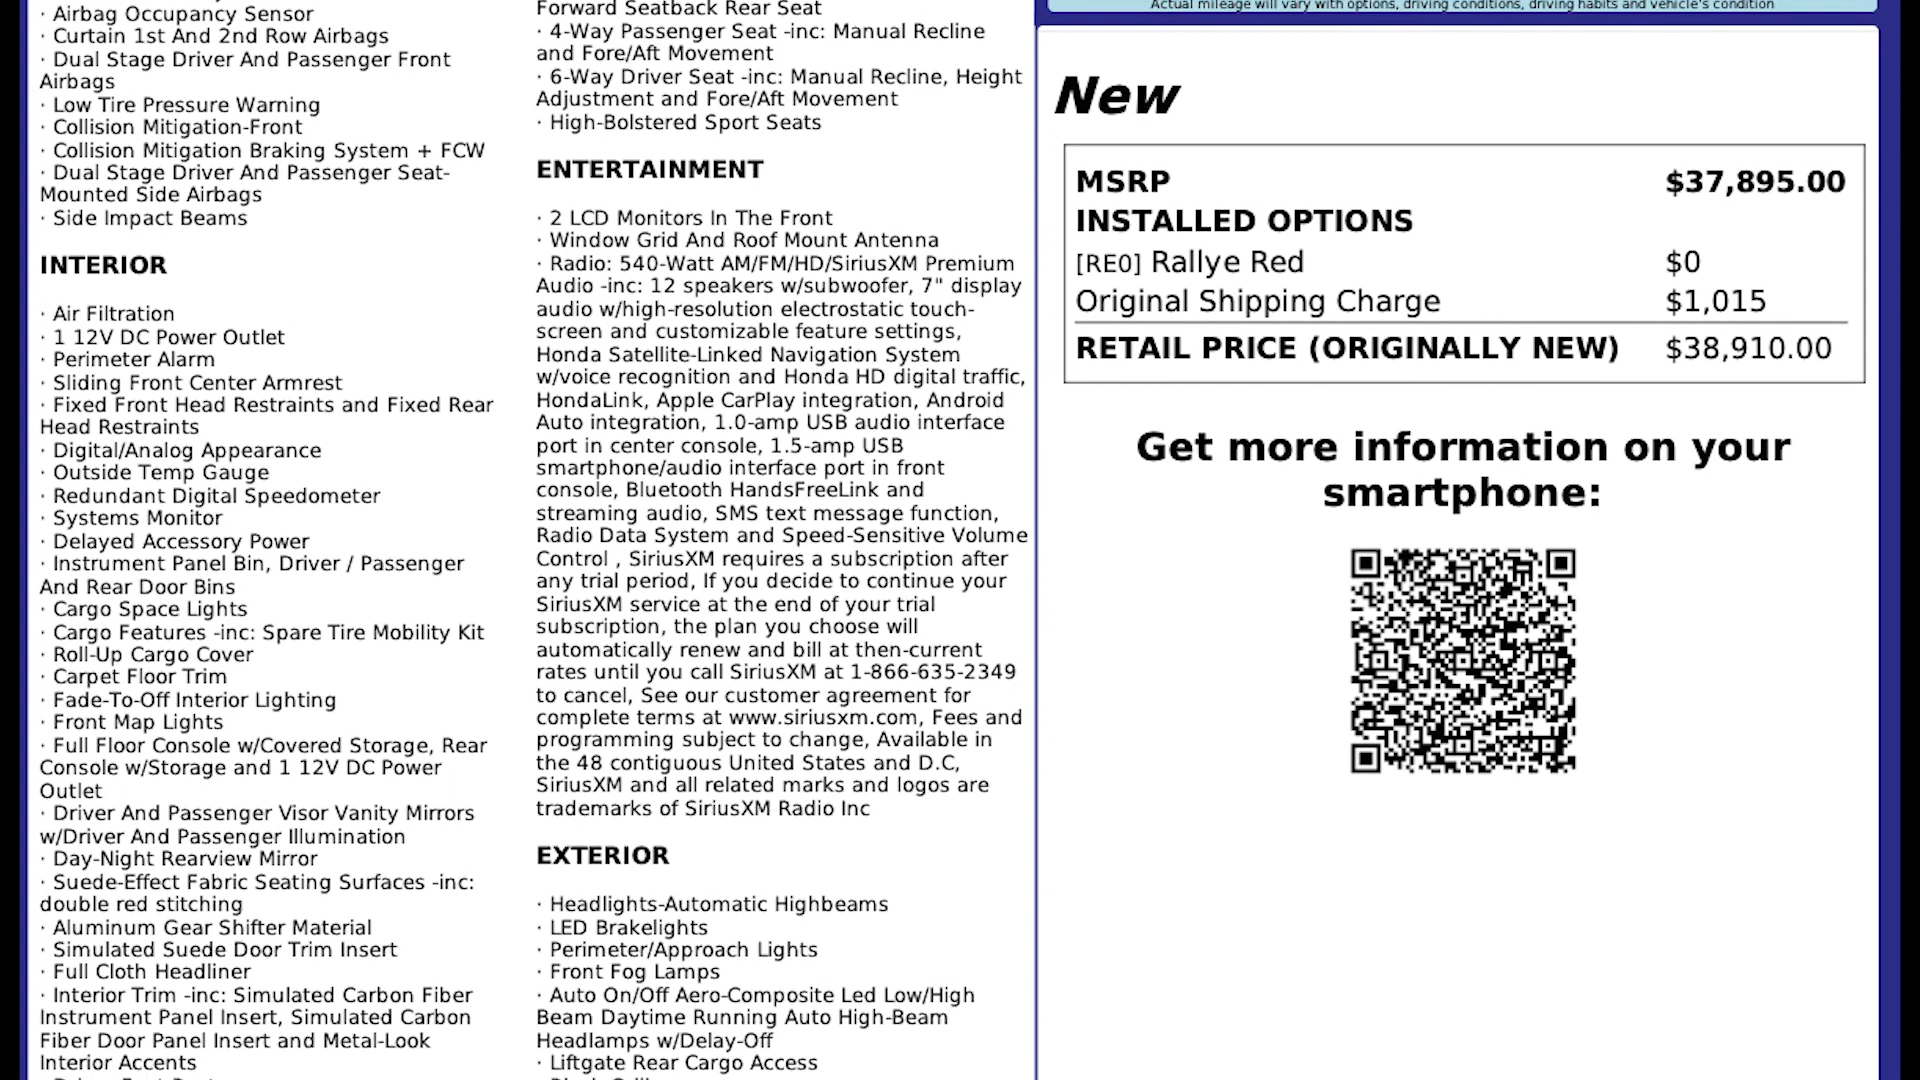 · Airbag Occupancy Sensor
· Curtain 1st And 2nd Row Airbags
· Dual Stage Driver And Passenger Front
Airbags
· Low Tire Pressure Warning
· Collision Mitigation-Front
· Collision Mitigation Braking System + FCW
· Dual Stage Driver And Passenger Seat-
Mounted Side Airbags
· Side Impact Beams
INTERIOR
· Air Filtration
· 1 12V DC Power Outlet
· Perimeter Alarm
· Sliding Front Center Armrest
· Fixed Front Head Restraints and Fixed Rear
Head Restraints
· Digital/Analog Appearance
· Outside Temp Gauge
· Redundant Digital Speedometer
· Systems Monitor
· Delayed Accessory Power
· Instrument Panel Bin, Driver / Passenger
And Rear Door Bins
· Cargo Space Lights
· Cargo Features -inc: Spare Tire Mobility Kit
· Roll-Up Cargo Cover
· Carpet Floor Trim
· Fade-To-Off Interior Lighting
· Front Map Lights
· Full Floor Console w/Covered Storage, Rear
Console w/Storage and 1 12V DC Power
Outlet
· Driver And Passenger Visor Vanity Mirrors
w/Driver And Passenger Illumination
· Day-Night Rearview Mirror
· Suede-Effect Fabric Seating Surfaces -inc:
double red stitching
· Aluminum Gear Shifter Material
· Simulated Suede Door Trim Insert
· Full Cloth Headliner
· Interior Trim -inc: Simulated Carbon Fiber
Instrument Panel Insert, Simulated Carbon
Fiber Door Panel Insert and Metal-Look
Interior Accents
Forward Seatback Rear Seat
· 4-Way Passenger Seat -inc: Manual Recline
and Fore/Aft Movement
· 6-Way Driver Seat -inc: Manual Recline, Height
Adjustment and Fore/Aft Movement
· High-Bolstered Sport Seats
ENTERTAINMENT
· 2 LCD Monitors In The Front
· Window Grid And Roof Mount Antenna
· Radio: 540-Watt AM/FM/HD/SiriusXM Premium
Audio -inc: 12 speakers w/subwoofer, 7" display
audio w/high-resolution electrostatic touch-
screen and customizable feature settings,
Honda Satellite-Linked Navigation System
w/voice recognition and Honda HD digital traffic,
HondaLink, Apple CarPlay integration, Android
Auto integration, 1.0-amp USB audio interface
port in center console, 1.5-amp USB
smartphone/audio interface port in front
console, Bluetooth HandsFreeLink and
streaming audio, SMS text message function,
Radio Data System and Speed-Sensitive Volume
Control , SiriusXM requires a subscription after
any trial period, If you decide to continue your
SiriusXM service at the end of your trial
subscription, the plan you choose will
automatically renew and bill at then-current
rates until you call SiriusXM at 1-866-635-2349
to cancel, See our customer agreement for
complete terms at www.siriusxm.com, Fees and
programming subject to change, Available in
the 48 contiguous United States and D.C,
SiriusXM and all related marks and logos are
trademarks of SiriusXM Radio Inc
EXTERIOR
· Headlights-Automatic Highbeams
· LED Brakelights
· Perimeter/Approach Lights
· Front Fog Lamps
· Auto On/Off Aero-Composite Led Low/High
Beam Daytime Running Auto High-Beam
Headlamps w/Delay-Off
· Liftgate Rear Cargo Access
Actual mileage will vary with options, driving conditions, driving habits and vehicle's condition
New
MSRP $37,895.00
INSTALLED OPTIONS
[RE0] Rallye Red $0
Original Shipping Charge $1,015
RETAIL PRICE (ORIGINALLY NEW) $38,910.00
Get more information on your
smartphone: